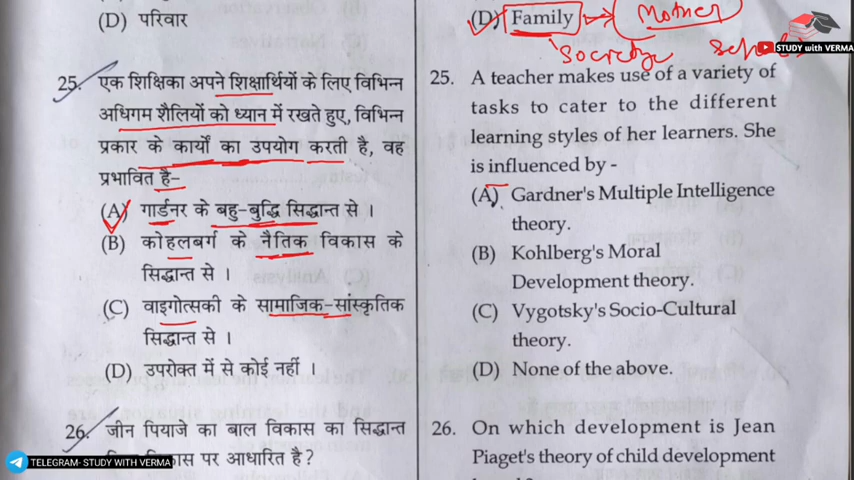 (D) परिवार
25. एक शिक्षिका अपने शिक्षार्थियों के लिए विभिन्न
अधिगम शैलियों को ध्यान में रखते हुए, विभिन्न
प्रकार के कार्यों का उपयोग करती है, वह
प्रभावित है-
(A) गार्डनर के बहु-बुद्धि सिद्धान्त से ।
(B) कोहलबर्ग के नैतिक विकास के
सिद्धान्त से ।
(C) वाइगोत्सकी के सामाजिक-सांस्कृतिक
सिद्धान्त से ।
(D) उपरोक्त में से कोई नहीं ।
26. जीन पियाजे का बाल विकास का सिद्धान्त
पर आधारित है?
TELEGRAM- STUDY WITH VERMA
(D) Family Mother
Society
STUDY with VERMA
25. A teacher makes use of a variety of
tasks to cater to the different
learning styles of her learners. She
is influenced by -
(A) Gardner's Multiple Intelligence
theory.
(B) Kohlberg's Moral
Development theory.
(C) Vygotsky's Socio-Cultural
theory.
(D) None of the above.
26. On which development is Jean
Piaget's theory of child development